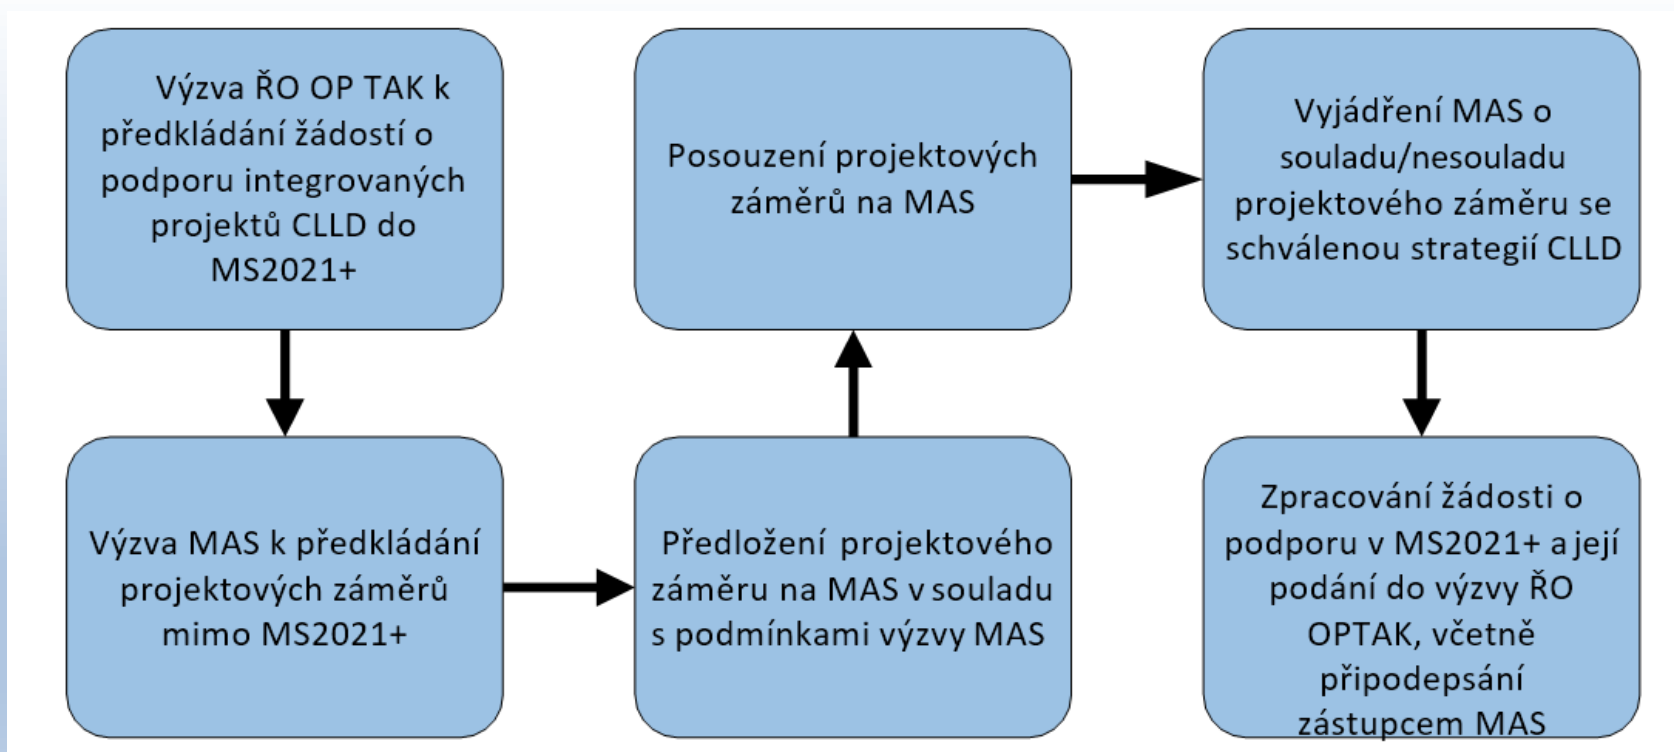 Výzva ŘO OP TAK k
předkládání žádostí o
podporu integrovaných
projektů CLLD do
MS2021+
Výzva MAS k předkládání
projektových záměrů
mimo MS2021+
Předložení projektového
záměru na MAS v souladu
s podmínkami výzvy MAS
Posouzení projektových
záměrů na MAS
Vyjádření MAS o
souladu/nesouladu
projektového záměru se
schválenou strategií CLLD
Zpracování žádosti o
podporu v MS2021+ a její
podání do výzvy ŘO
OPTAK, včetně
připodepsání
zástupcem MAS